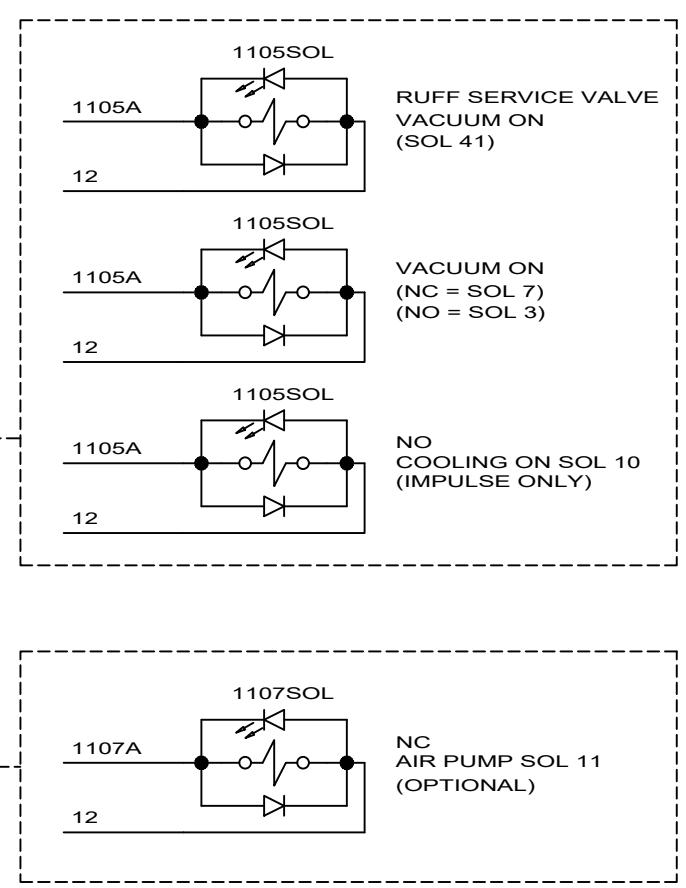 1105SOL
1105A
12
RUFF SERVICE VALVE
VACUUM ON
(SOL 41)
1105SOL
1105A
12
VACUUM ON
(NC = SOL 7)
(NO = SOL 3)
1105SOL
1105A
12
NO
COOLING ON SOL 10
(IMPULSE ONLY)
1107SOL
1107A
12
NC
AIR PUMP SOL 11
(OPTIONAL)